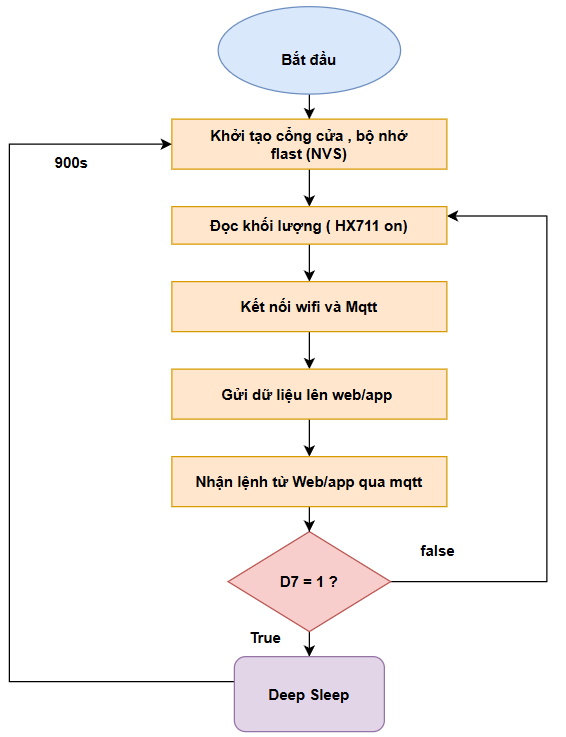 Bắt đầu
Khởi tạo cổng cửa , bộ nhớ
flast (NVS)
900s
Đọc khối lượng ( HX711 on)
Kết nối wifi và Mqtt
Gửi dữ liệu lên web/app
Nhận lệnh từ Web/app qua mqtt
false
D7 = 1 ?
True
Deep Sleep